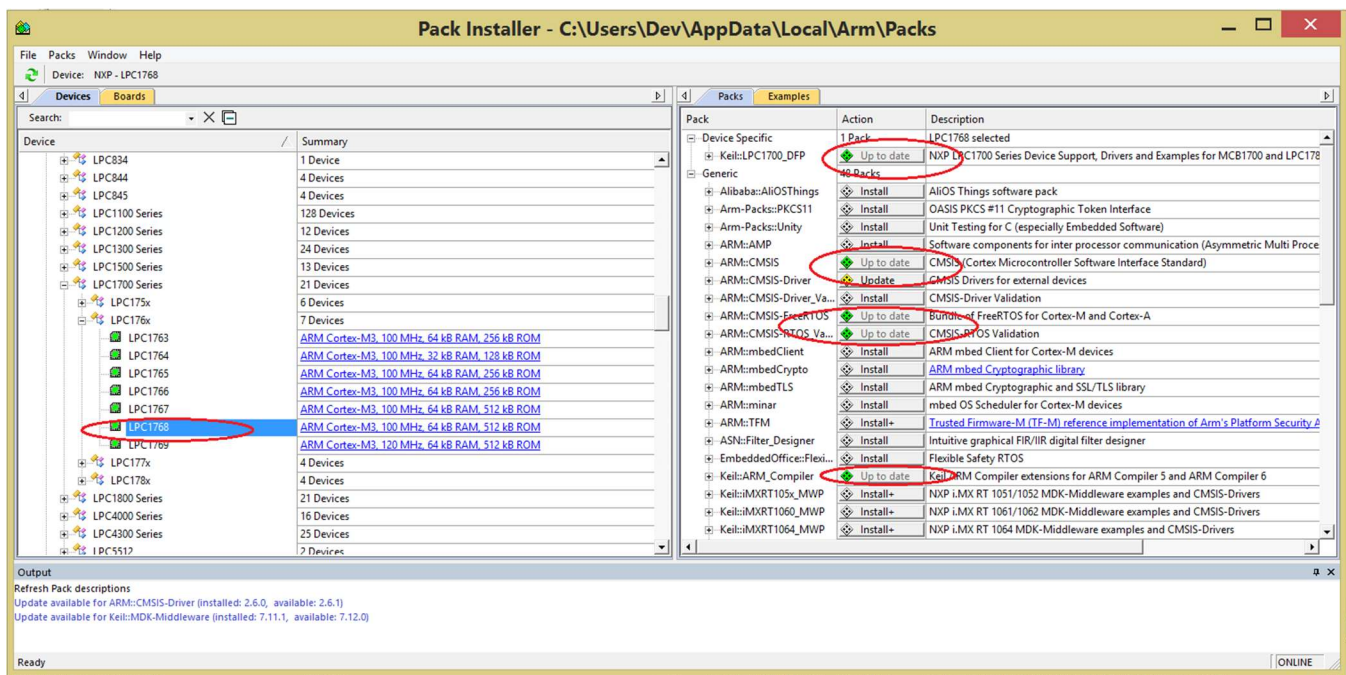 Pack Installer - C:\Users\Dev\AppData\Local\Arm\Packs
File Packs Window Help
Device: NXP - LPC1768
Devices Boards
Search:
Device / Summary
LPC834 1 Device
LPC844 4 Devices
LPC845 4 Devices
LPC1100 Series 128 Devices
LPC1200 Series 12 Devices
LPC1300 Series 24 Devices
LPC1500 Series 13 Devices
LPC1700 Series 21 Devices
LPC175x 6 Devices
LPC176x 7 Devices
LPC1763 ARM Cortex-M3, 100 MHz, 64 kB RAM, 256 kB ROM
LPC1764 ARM Cortex-M3, 100 MHz, 32 kB RAM, 128 kB ROM
LPC1765 ARM Cortex-M3, 100 MHz, 64 kB RAM, 256 kB ROM
LPC1766 ARM Cortex-M3, 100 MHz, 64 kB RAM, 256 kB ROM
LPC1767 ARM Cortex-M3, 100 MHz, 64 kB RAM, 512 kB ROM
LPC1768 ARM Cortex-M3, 100 MHz, 64 kB RAM, 512 kB ROM
LPC1769 ARM Cortex-M3, 120 MHz, 64 kB RAM, 512 kB ROM
LPC177x 4 Devices
LPC178x 4 Devices
LPC1800 Series 21 Devices
LPC4000 Series 16 Devices
LPC4300 Series 25 Devices
LPC5512 2 Devices
Packs Examples
Pack Action Description
Device Specific 1 Pack LPC1768 selected
Keil::LPC1700_DFP Up to date NXP LPC1700 Series Device Support, Drivers and Examples for MCB1700 and LPC178
Generic 48 Packs
Alibaba::AliOSThings Install AliOS Things software pack
Arm-Packs::PKCS11 Install OASIS PKCS #11 Cryptographic Token Interface
Arm-Packs::Unity Install Unit Testing for C (especially Embedded Software)
ARM::AMP Install Software components for inter processor communication (Asymmetric Multi Proce
ARM::CMSIS Up to date CMSIS (Cortex Microcontroller Software Interface Standard)
ARM::CMSIS-Driver Update CMSIS Drivers for external devices
ARM::CMSIS-Driver_Va... Install CMSIS-Driver Validation
ARM::CMSIS-FreeRTOS Up to date Bundle of FreeRTOS for Cortex-M and Cortex-A
ARM::CMSIS-RTOS_Va... Up to date CMSIS-RTOS Validation
ARM::mbedClient Install ARM mbed Client for Cortex-M devices
ARM::mbedCrypto Install ARM mbed Cryptographic library
ARM::mbedTLS Install ARM mbed Cryptographic and SSL/TLS library
ARM::minar Install mbed OS Scheduler for Cortex-M devices
ARM::TFM Install+ Trusted Firmware-M (TF-M) reference implementation of Arm's Platform Security A
ASN::Filter_Designer Install Intuitive graphical FIR/IIR digital filter designer
EmbeddedOffice::Flexi... Install Flexible Safety RTOS
Keil::ARM_Compiler Up to date Keil ARM Compiler extensions for ARM Compiler 5 and ARM Compiler 6
Keil::iMXRT105x_MWP Install+ NXP i.MX RT 1051/1052 MDK-Middleware examples and CMSIS-Drivers
Keil::iMXRT1060_MWP Install+ NXP i.MX RT 1061/1062 MDK-Middleware examples and CMSIS-Drivers
Keil::iMXRT1064_MWP Install+ NXP i.MX RT 1064 MDK-Middleware examples and CMSIS-Drivers
Output
Refresh Pack descriptions
Update available for ARM::CMSIS-Driver (installed: 2.6.0, available: 2.6.1)
Update available for Keil::MDK-Middleware (installed: 7.11.1, available: 7.12.0)
Ready ONLINE